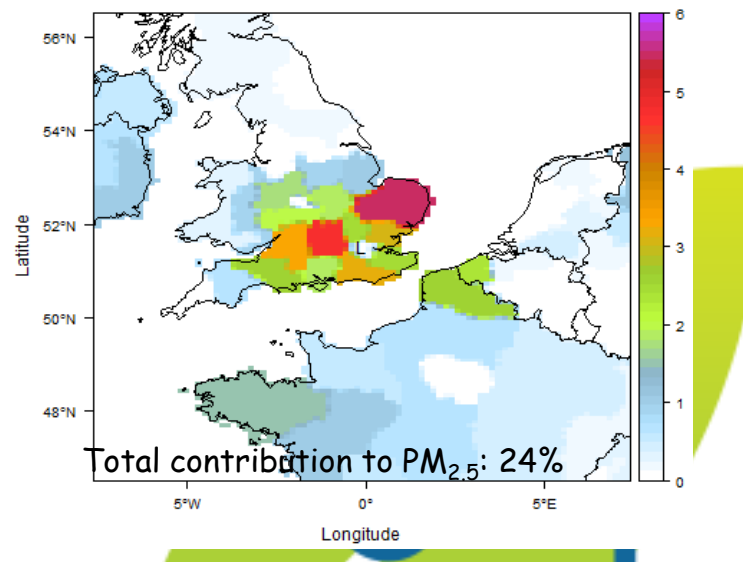 56°N
54°N
52°N
50°N
48°N
Latitude
L
Total contribution to PM₂.₅: 24%
5°W 0° 5°E
Longitude
6
5
4
3
2
1
0